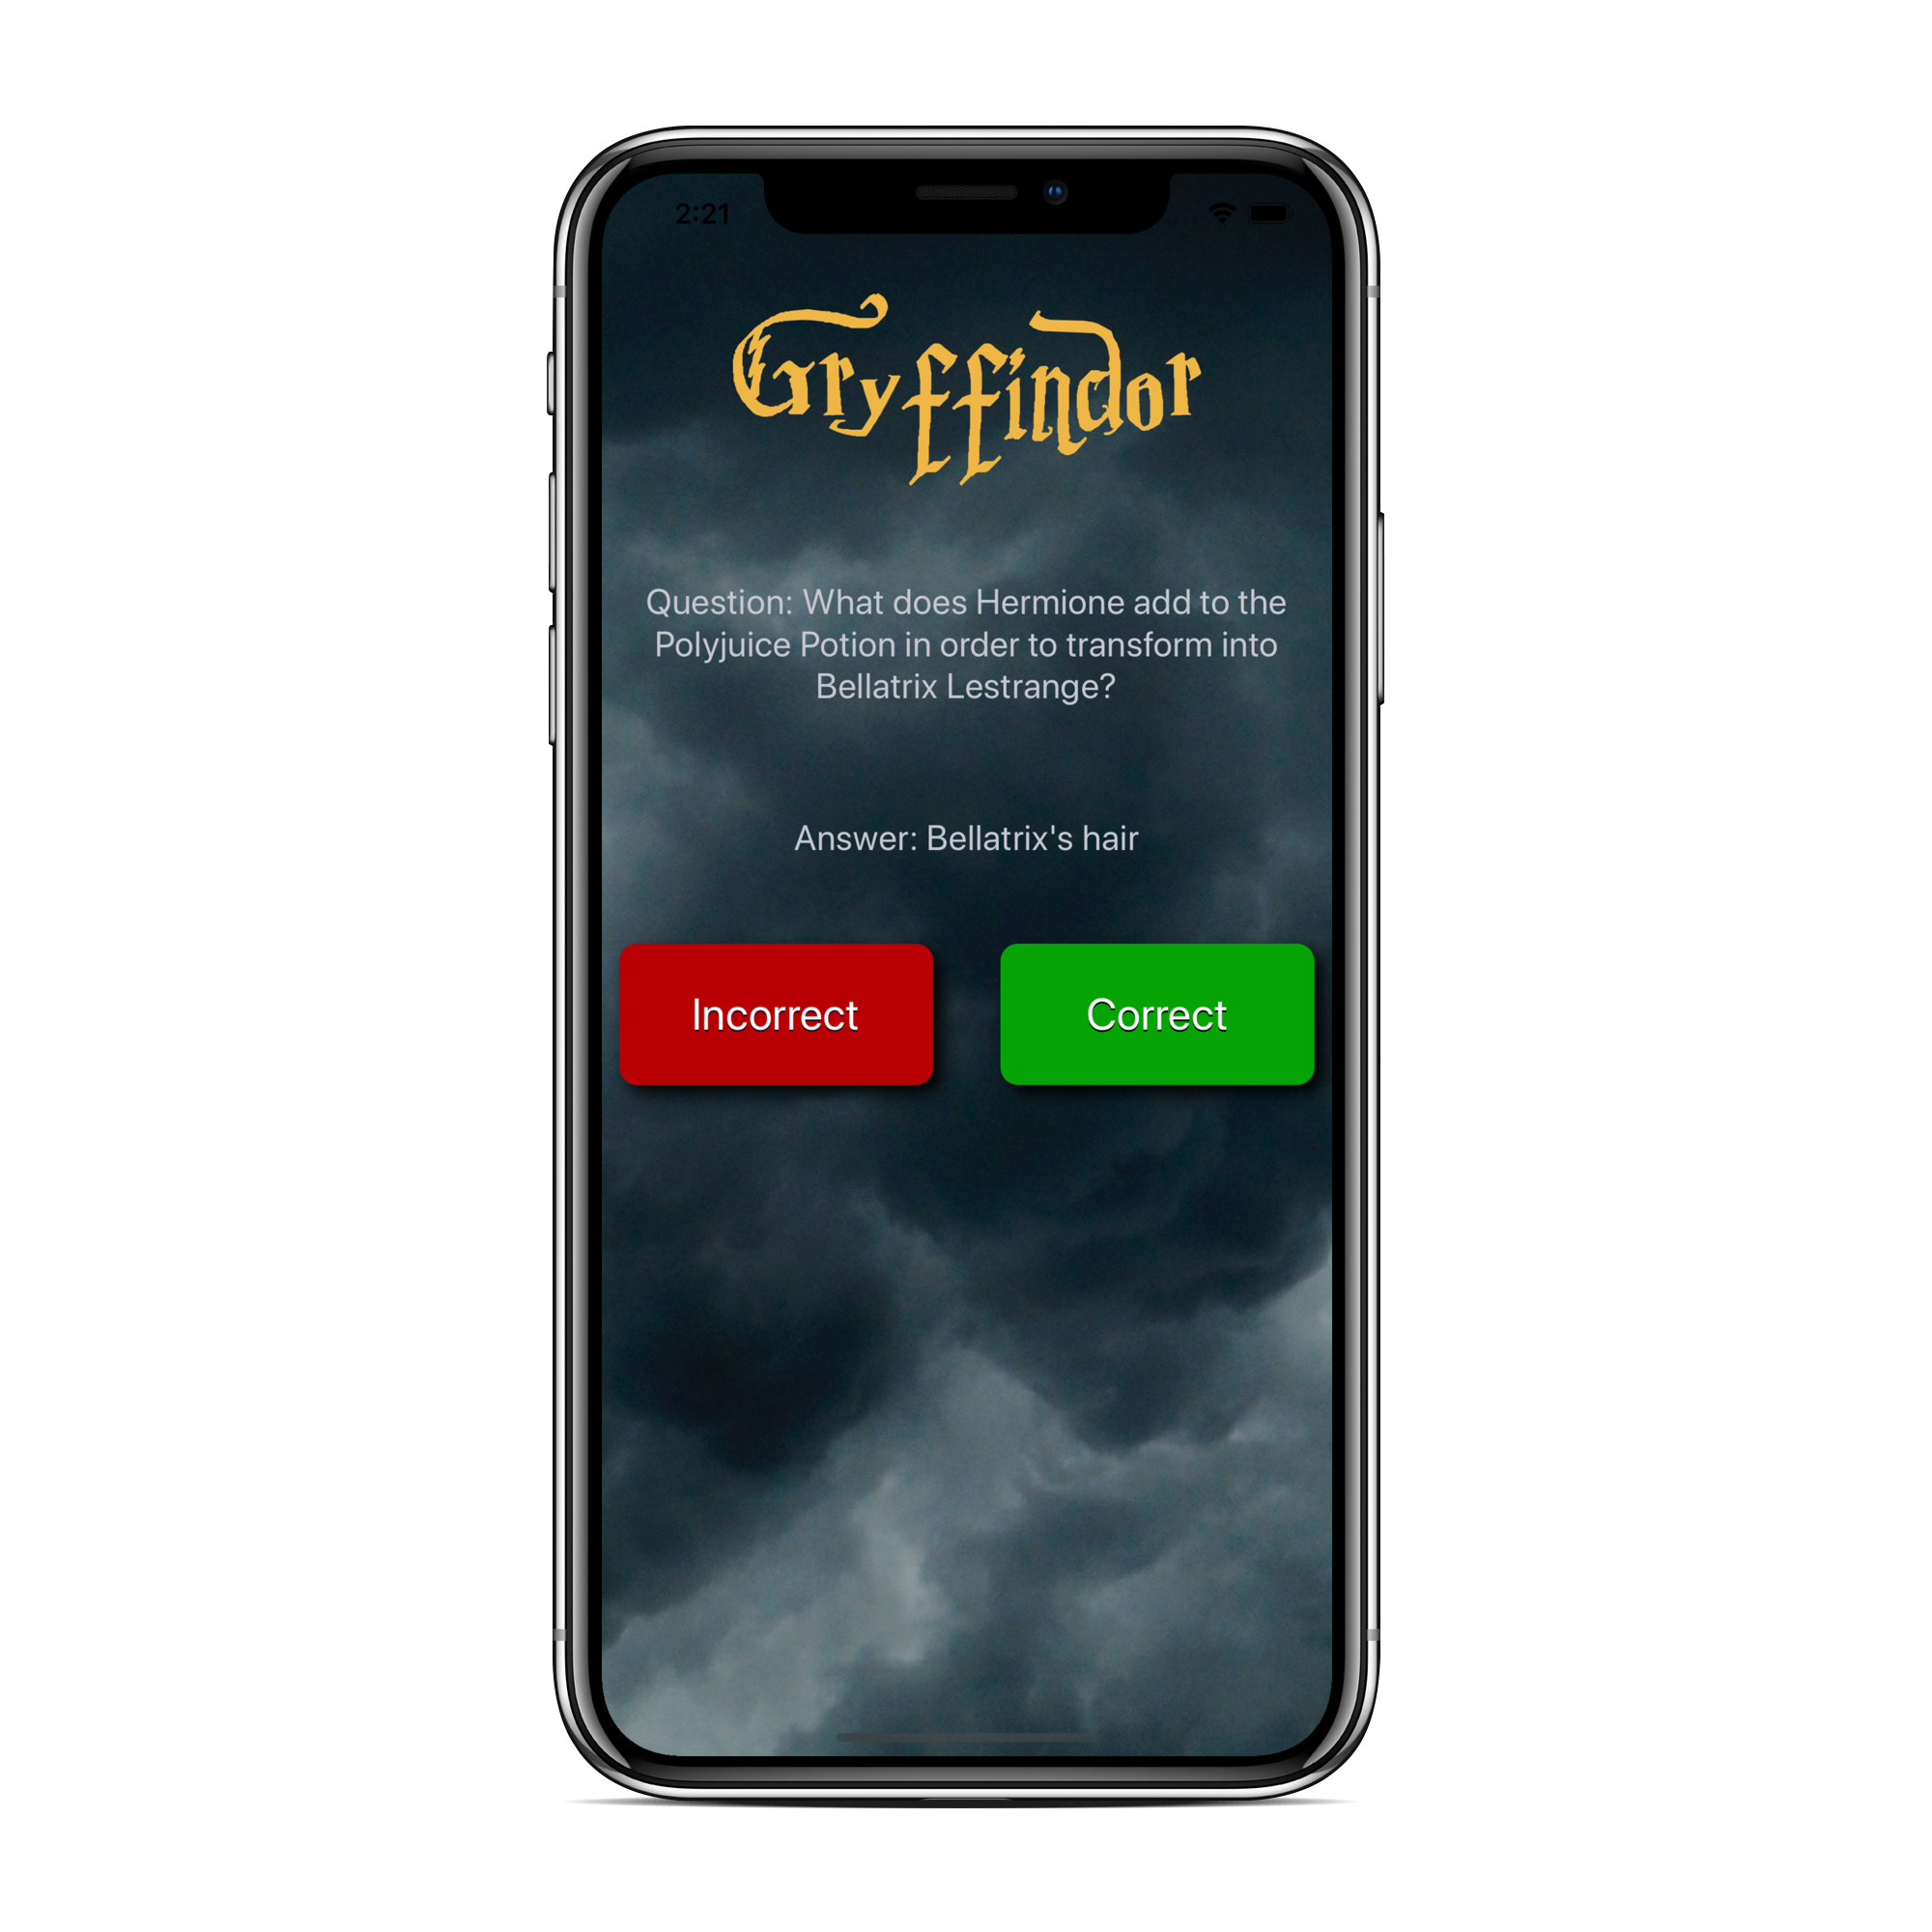 2:21
Gryffindor
Question: What does Hermione add to the
Polyjuice Potion in order to transform into
Bellatrix Lestrange?
Answer: Bellatrix's hair
Incorrect
Correct